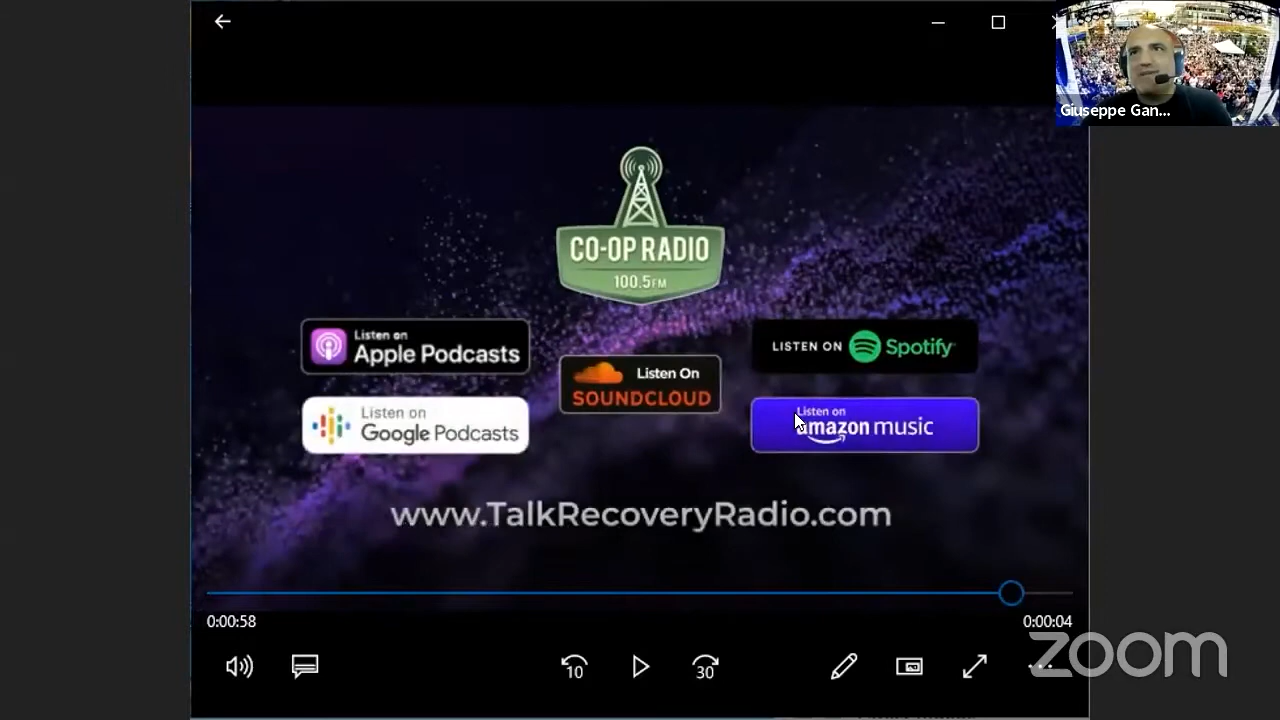 Giuseppe Gan...
CO-OP RADIO
100.5FM
Listen on
Apple Podcasts
LISTEN ON Spotify
Listen On
SOUNDCLOUD
Listen on
Google Podcasts
Listen on
amazon music
www.TalkRecoveryRadio.com
0:00:58
0:00:04
10
30
zoom